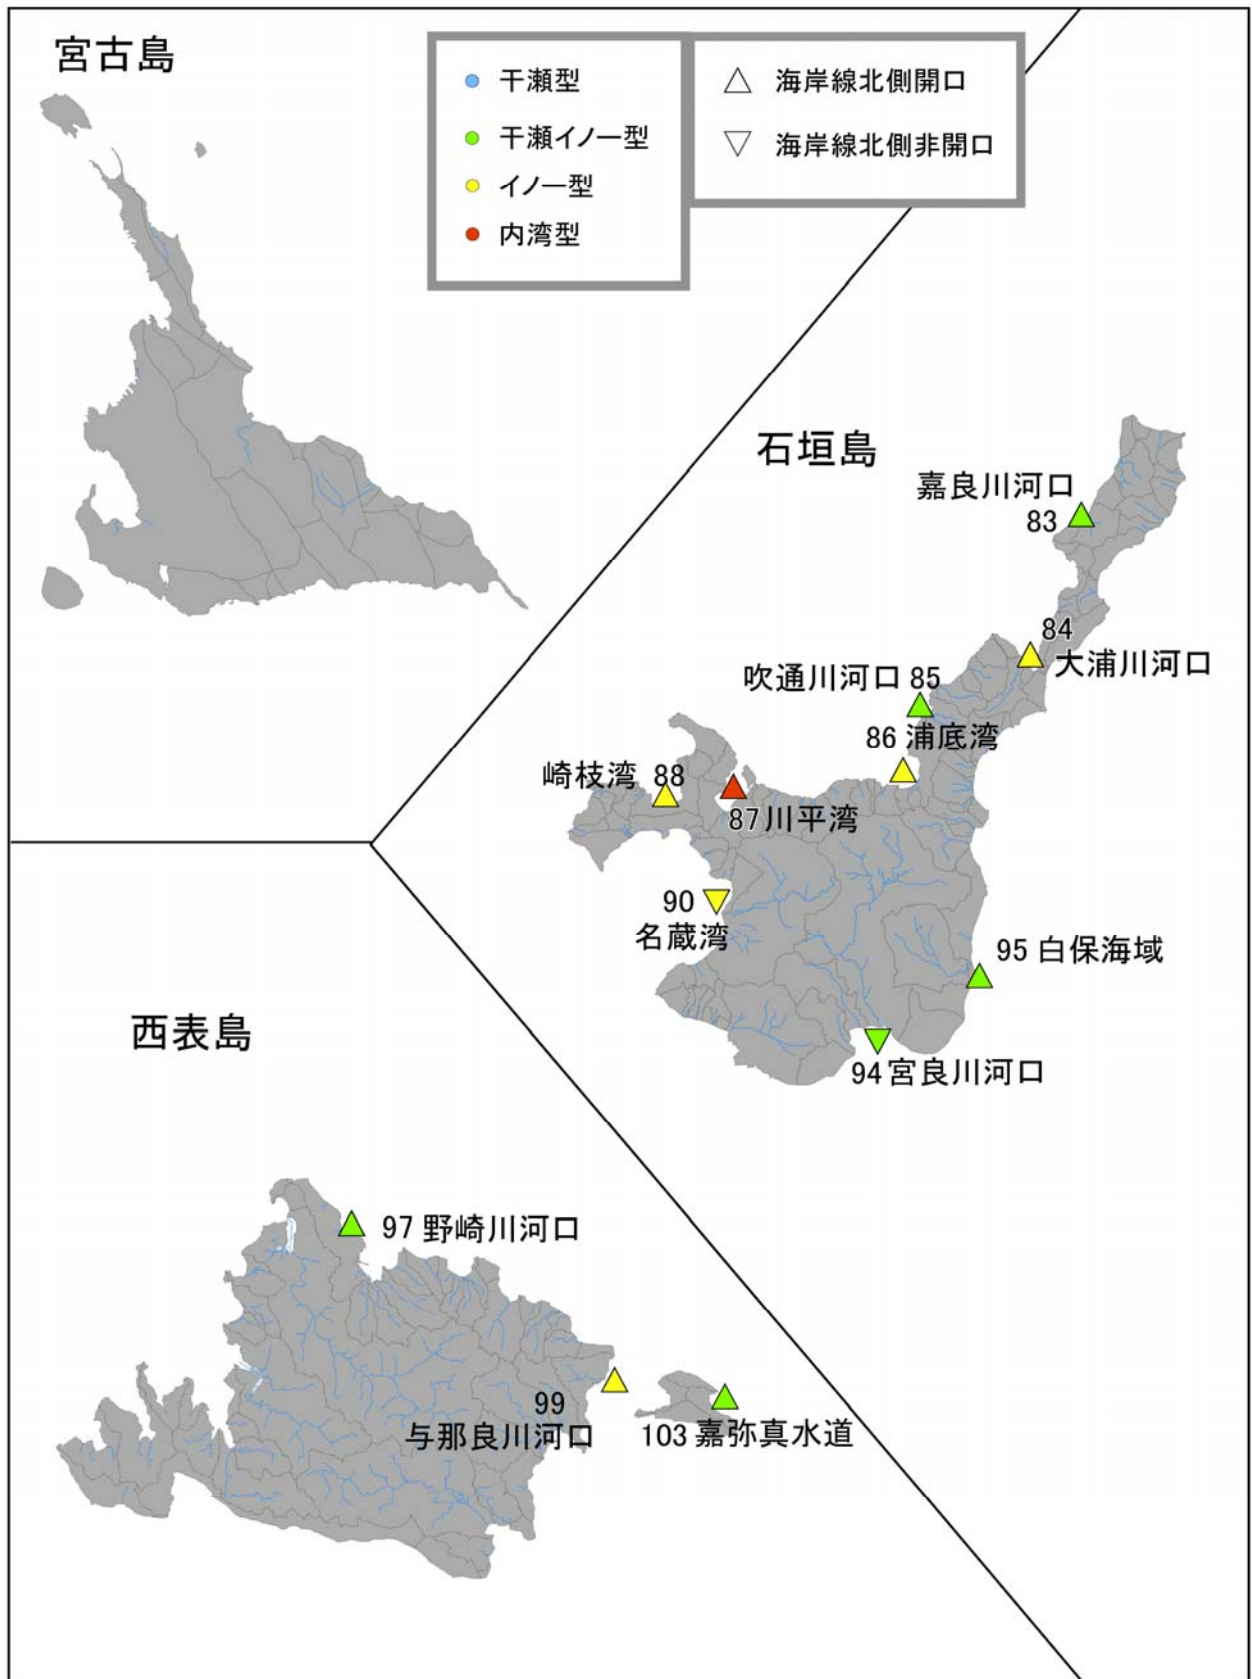 宮古島
干瀬型
干瀬イノー型
イノー型
内湾型
海岸線北側開口
海岸線北側非開口
石垣島
嘉良川河口
83
84
大浦川河口
吹通川河口 85
86 浦底湾
崎枝湾 88
87 川平湾
90
名蔵湾
95 白保海域
94 宮良川河口
西表島
97 野崎川河口
99
与那良川河口
103 嘉弥真水道